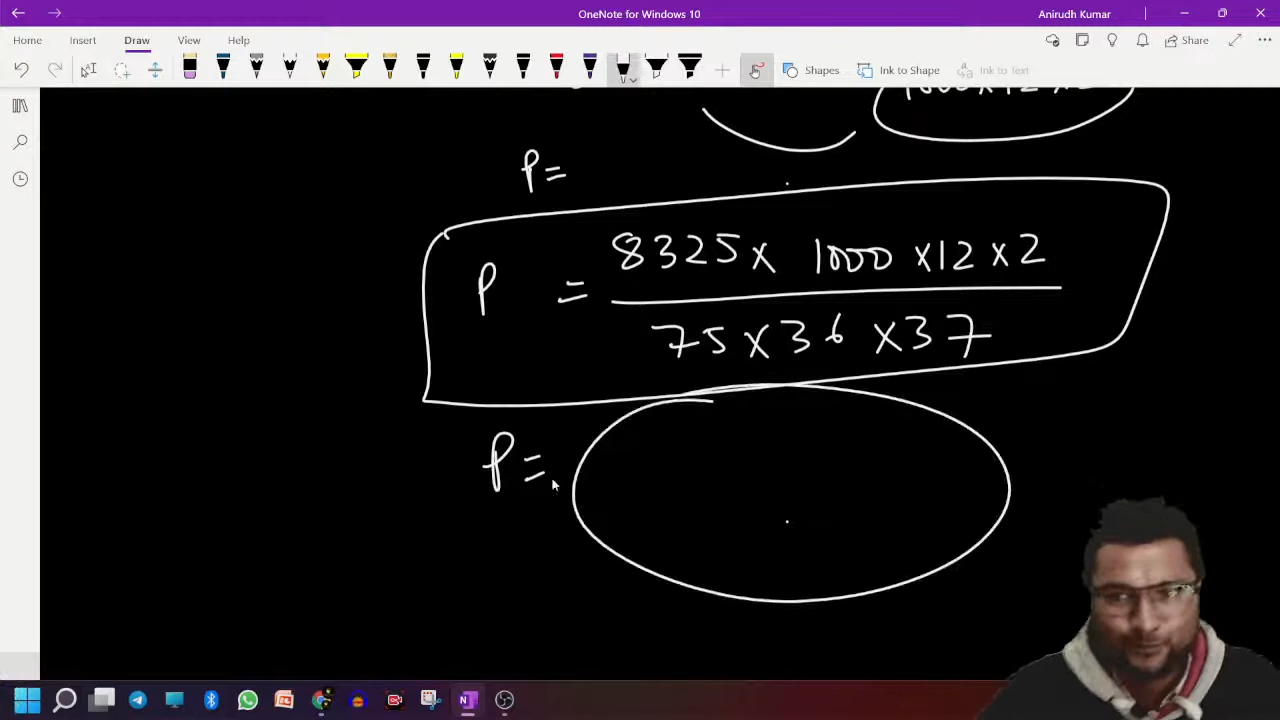 OneNote for Windows 10
Anirudh Kumar
Home Insert Draw View Help
Share
Shapes Ink to Shape Ink to Text
P=
P = 8325 x 1000 x12 x 2
75 x 36 x 37
P=